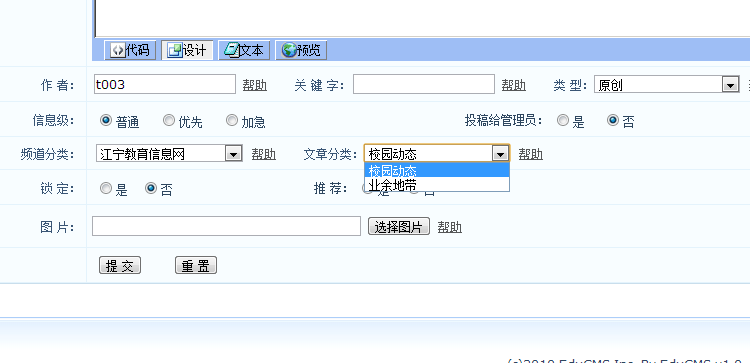 代码 设计 文本 预览
作 者： t003 帮助 关 键 字： 帮助 类 型： 原创
信息级： 普通 优先 加急 投稿给管理员： 是 否
频道分类： 江宁教育信息网 帮助 文章分类： 校园动态 帮助
校园动态
业余地带
锁 定： 是 否 推 荐： 是 否
图 片： 选择图片 帮助
提 交 重 置